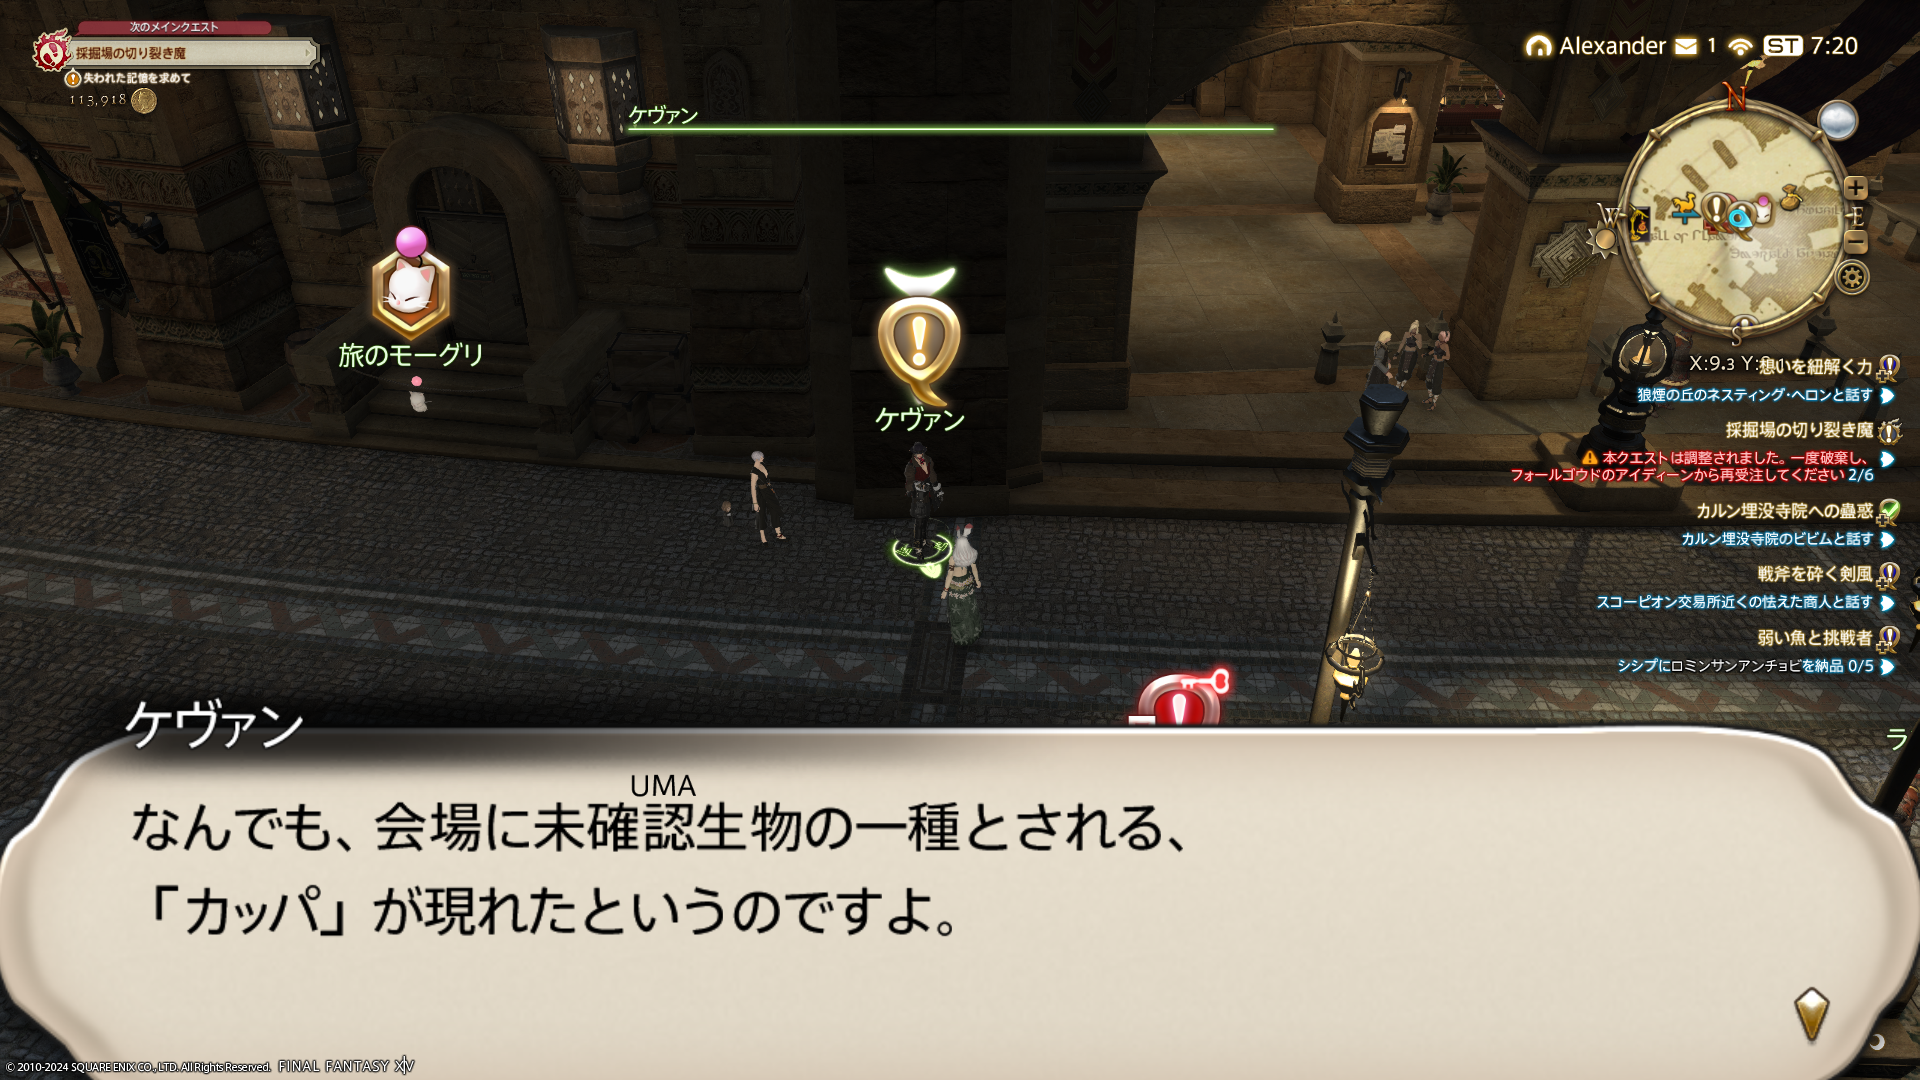 次のメインクエスト
採掘場の切り裂き魔
失われた記憶を求めて
113,918
Alexander 1 ST 7:20
ケヴァン
N
W
E
S
旅のモーグリ
ケヴァン
X:9.3 Y:
想いを紐解く力
狼煙の丘のネスティング・ヘロンと話す
採掘場の切り裂き魔
本クエストは調整されました。一度破棄し、
フォールゴウドのアイディーンから再受注してください 2/6
カルン埋没寺院への蠱惑
カルン埋没寺院のビビムと話す
戦斧を砕く剣風
スコーピオン交易所近くの怯えた商人と話す
弱い魚と挑戦者
シシプにロミンサンアンチョビを納品 0/5
ラ
ケヴァン
UMA
なんでも、会場に未確認生物の一種とされる、
「カッパ」が現れたというのですよ。
© 2010-2024 SQUARE ENIX CO., LTD. All Rights Reserved. FINAL FANTASY XIV